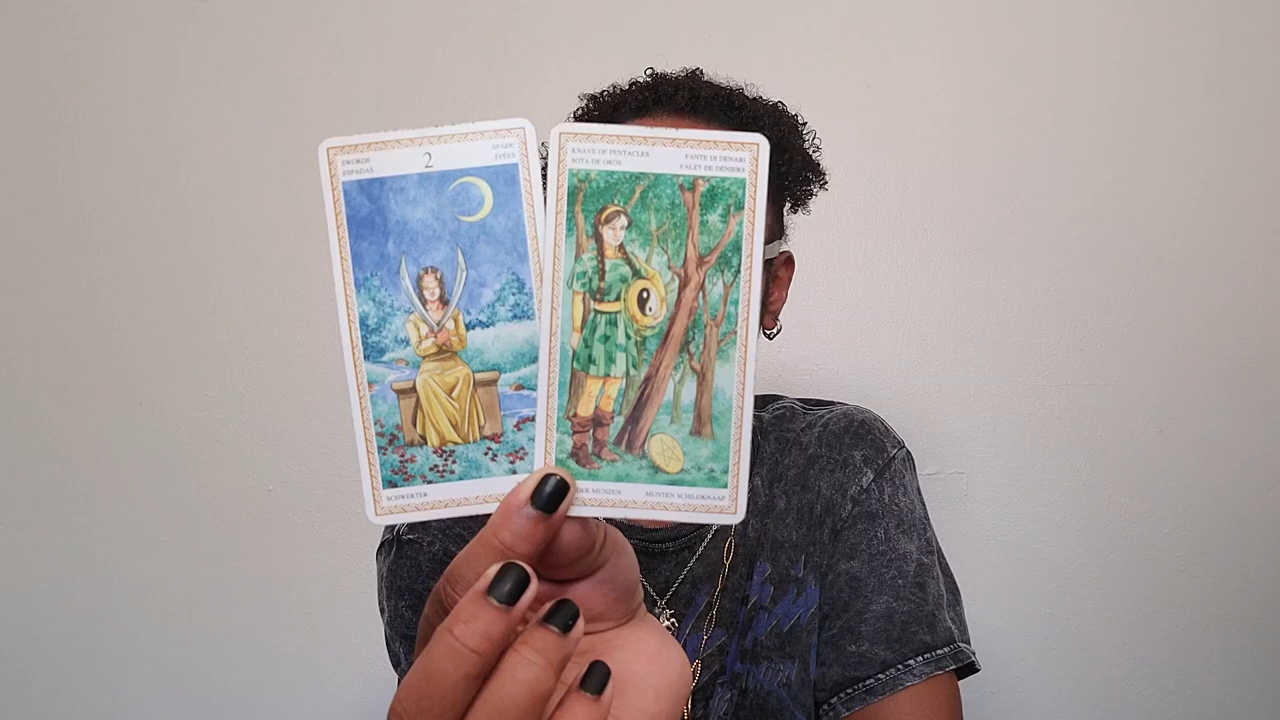 SWORDS
ESPADAS
2
SPADE
ÉPÉES
SCHWERTER
KNAVE OF PENTACLES
SOTA DE OROS
FANTE DI DENARI
VALET DE DENIERS
MÜNZEN
MUNTEN SCHILDKNAAP